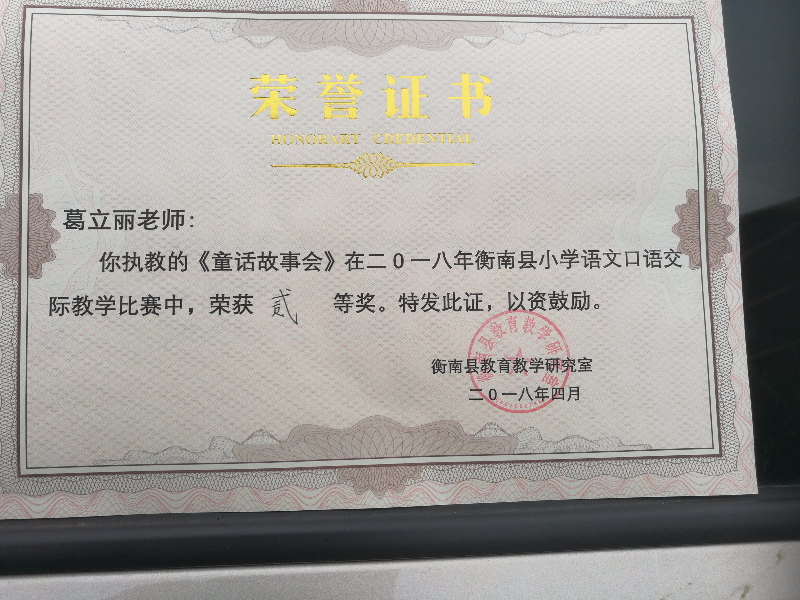 荣誉证书
HONORARY CREDENTIAL
葛立丽老师:
你执教的《童话故事会》在二0一八年衡南县小学语文口语交
际教学比赛中，荣获 贰 等奖。特发此证，以资鼓励。
衡南县教育教学研究室
二0一八年四月